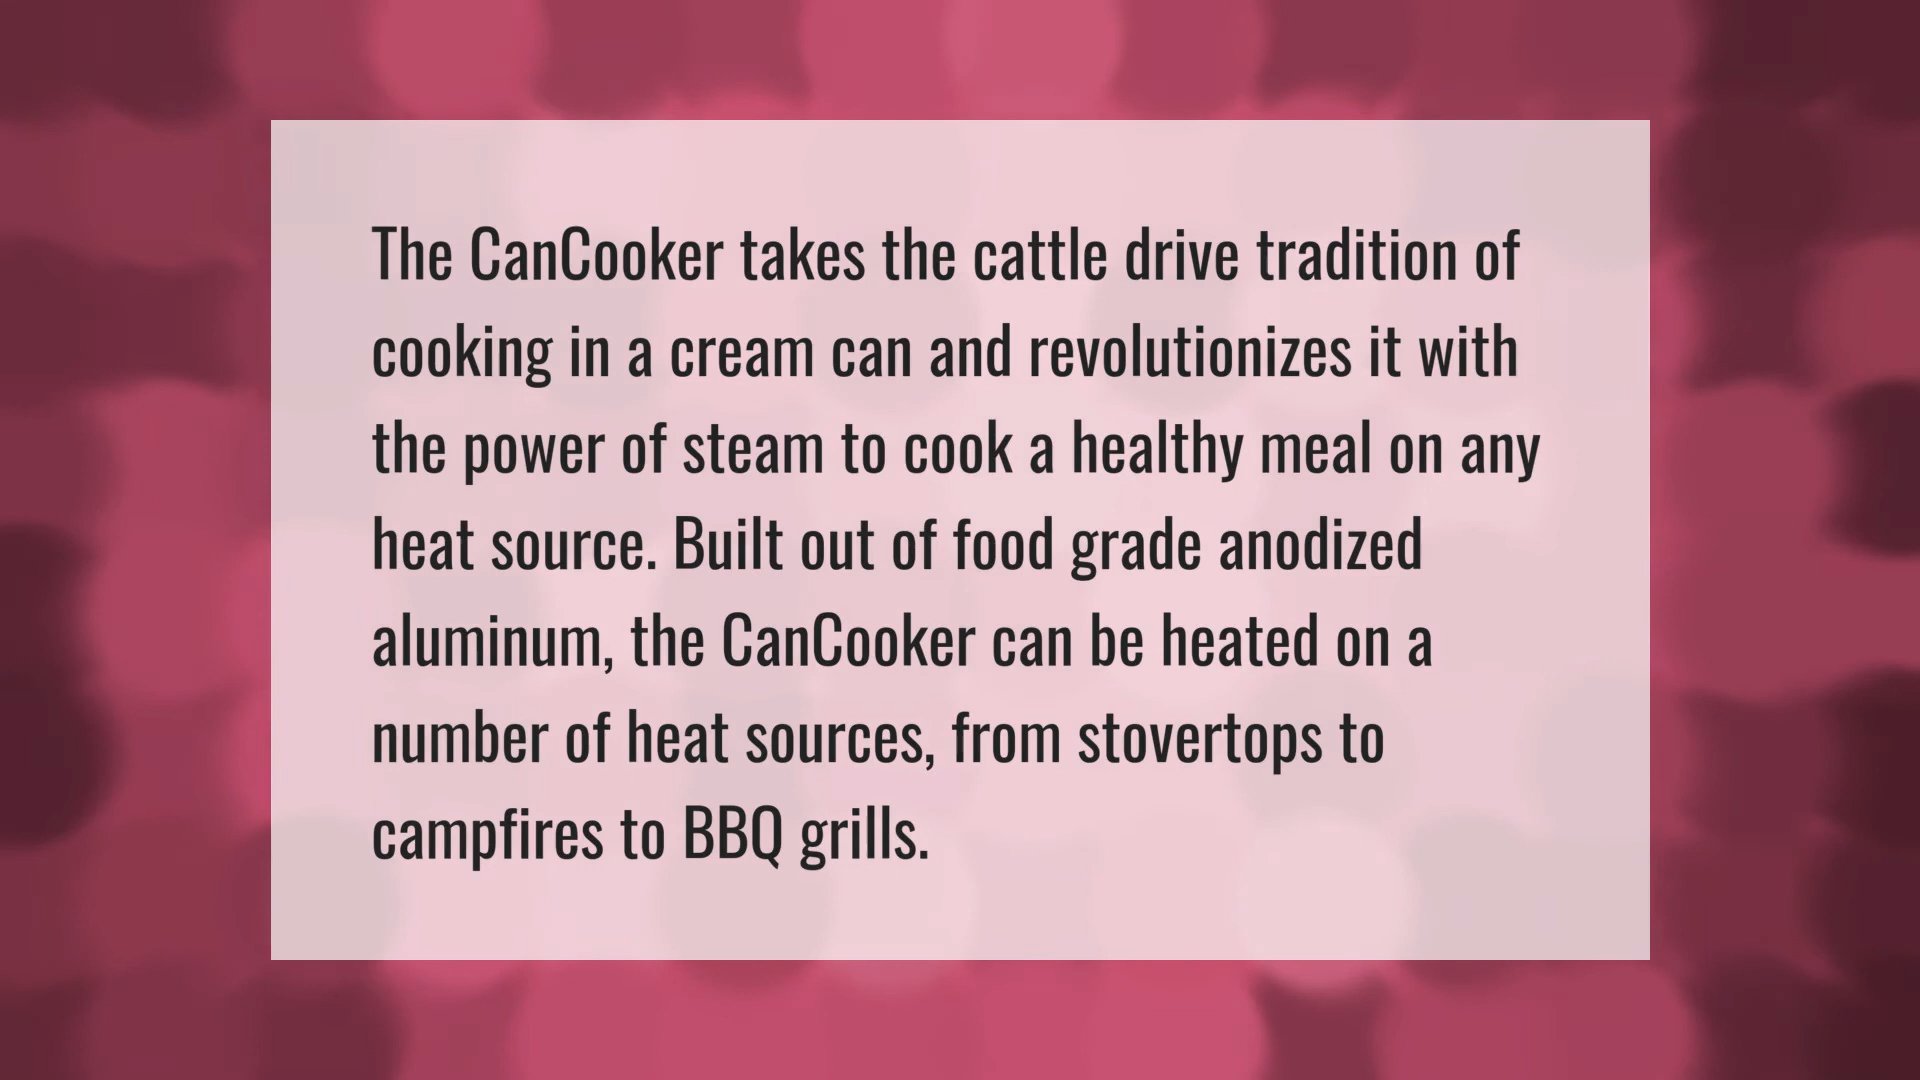 The CanCooker takes the cattle drive tradition of
cooking in a cream can and revolutionizes it with
the power of steam to cook a healthy meal on any
heat source. Built out of food grade anodized
aluminum, the CanCooker can be heated on a
number of heat sources, from stovertops to
campfires to BBQ grills.